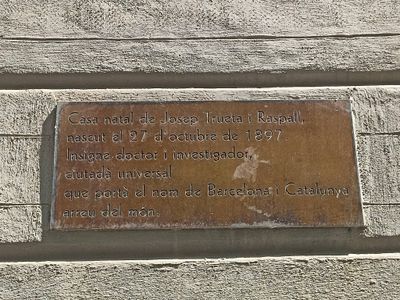 Casa natal de Josep Trueta i Raspall,
nascut el 27 d'octubre de 1897
Insigne doctor i investigador,
ciutadà universal
que portà el nom de Barcelona i Catalunya
arreu del món.